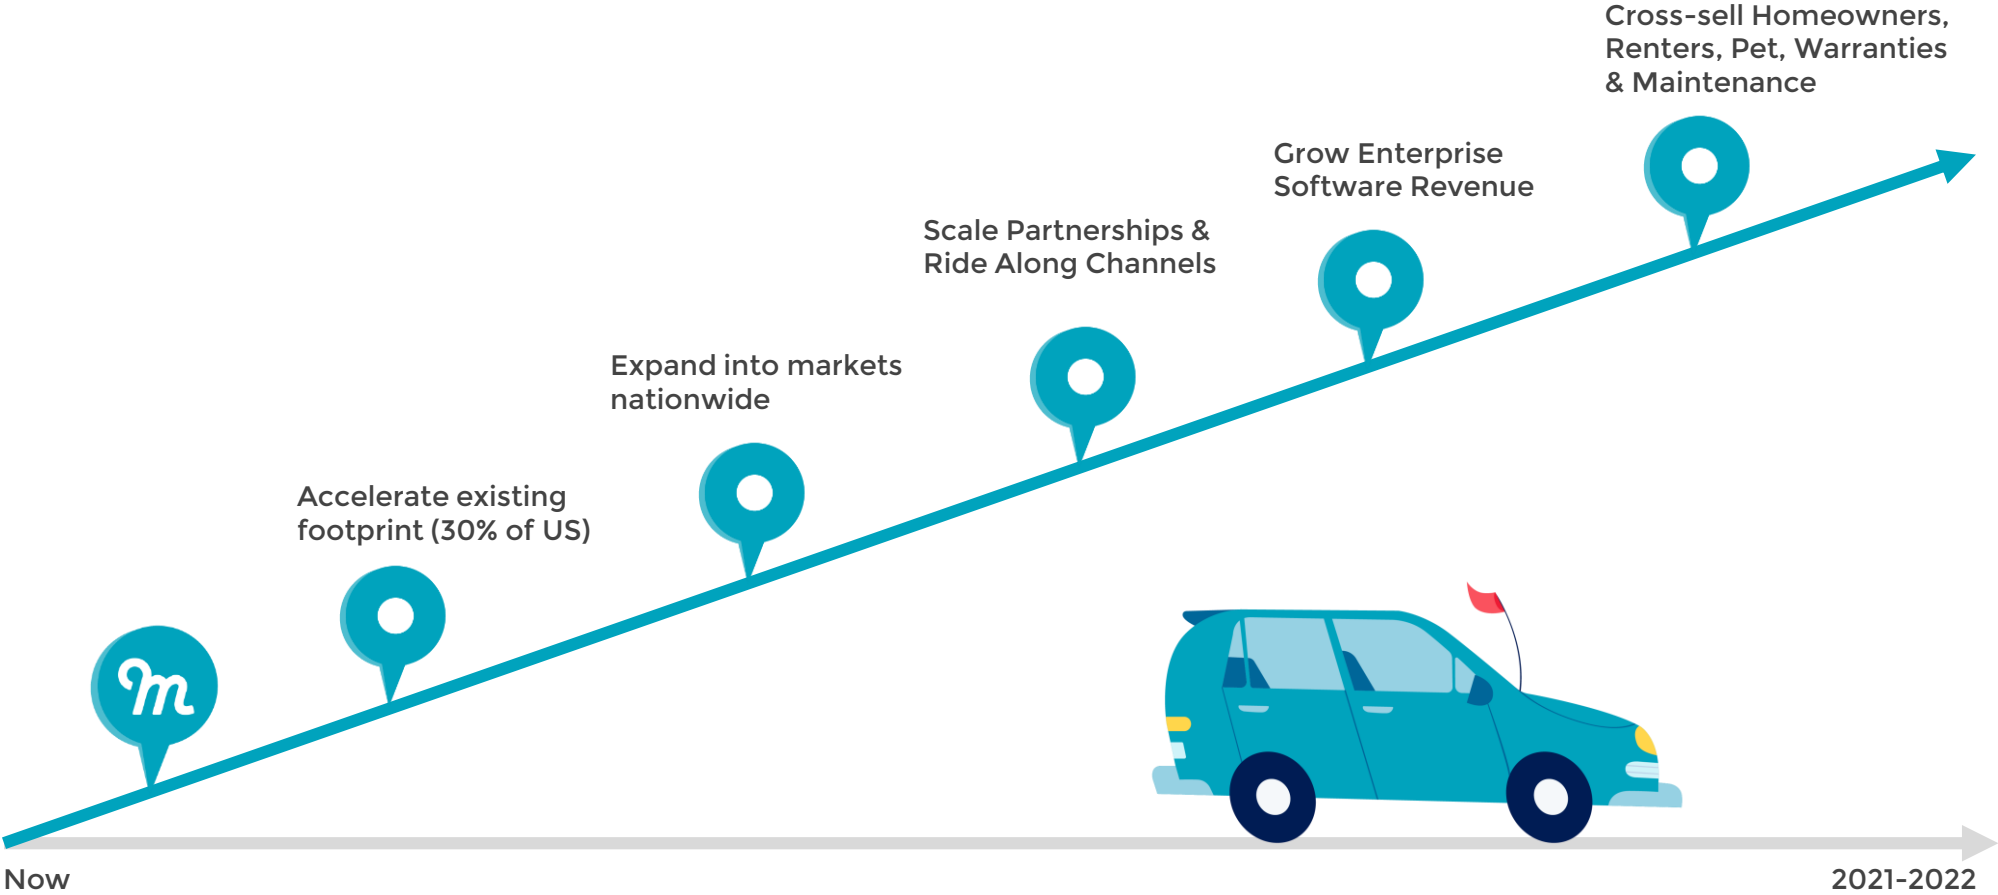 Cross-sell Homeowners,
Renters, Pet, Warranties
& Maintenance
Grow Enterprise
Software Revenue
Scale Partnerships &
Ride Along Channels
Expand into markets
nationwide
Accelerate existing
footprint (30% of US)
m
Now
2021-2022